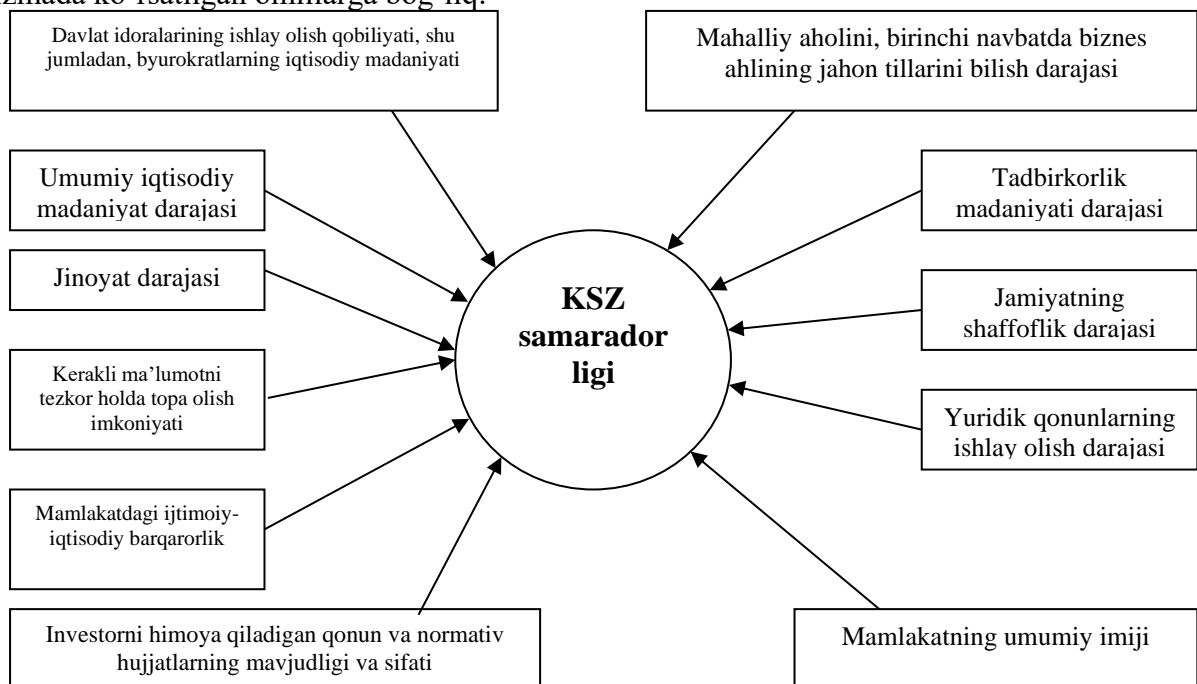 Davlat idoralarining ishlay olish qobiliyati, shu
jumladan, byurokratlarning iqtisodiy madaniyati
Mahalliy aholini, birinchi navbatda biznes
ahlining jahon tillarini bilish darajasi
Umumiy iqtisodiy
madaniyat darajasi
Tadbirkorlik
madaniyati darajasi
Jinoyat darajasi
KSZ
samarador
ligi
Jamiyatning
shaffoflik darajasi
Kerakli ma’lumotni
tezkor holda topa olish
imkoniyati
Yuridik qonunlarning
ishlay olish darajasi
Mamlakatdagi ijtimoiy-
iqtisodiy barqarorlik
Investorni himoya qiladigan qonun va normativ
hujjatlarning mavjudligi va sifati
Mamlakatning umumiy imiji